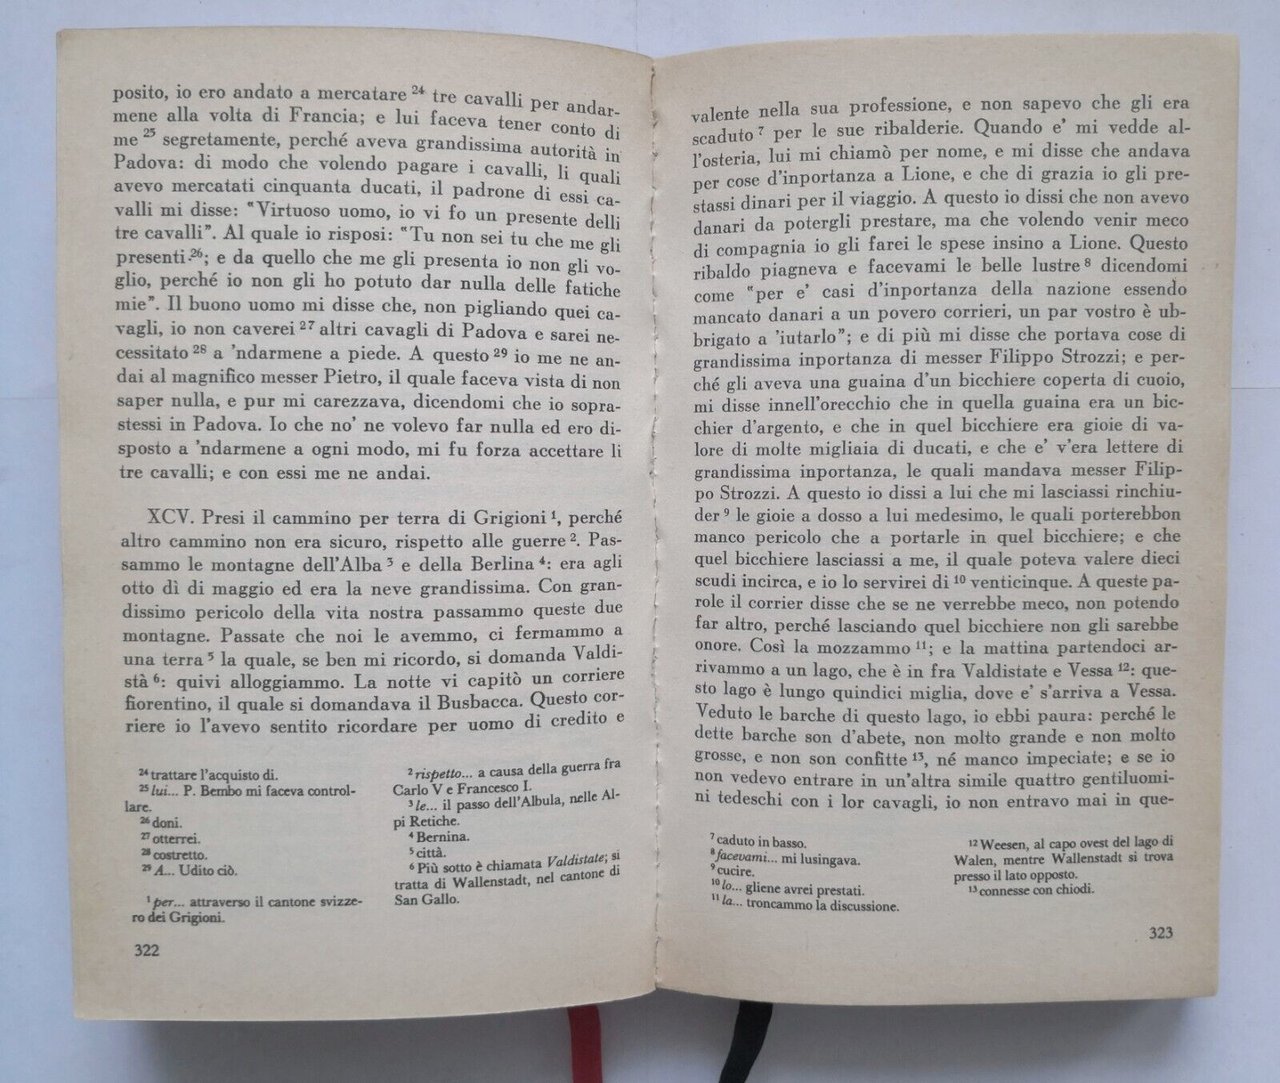 posito, io ero andato a mercatare ²⁴ tre cavalli per andar-
mene alla volta di Francia; e lui faceva tener conto di
me ²⁵ segretamente, perché aveva grandissima autorità in
Padova: di modo che volendo pagare i cavalli, li quali
avevo mercatati cinquanta ducati, il padrone di essi ca-
valli mi disse: "Virtuoso uomo, io vi fo un presente delli
tre cavalli". Al quale io risposi: "Tu non sei tu che me gli
presenti ²⁶; e da quello che me gli presenta io non gli vo-
glio, perché io non gli ho potuto dar nulla delle fatiche
mie". Il buono uomo mi disse che, non pigliando quei ca-
vagli, io non caverei ²⁷ altri cavagli di Padova e sarei ne-
cessitato ²⁸ a 'ndarmene a piede. A questo ²⁹ io me ne an-
dai al magnifico messer Pietro, il quale faceva vista di non
saper nulla, e pur mi carezzava, dicendomi che io sopra-
stessi in Padova. Io che no' ne volevo far nulla ed ero di-
sposto a 'ndarmene a ogni modo, mi fu forza accettare li
tre cavalli; e con essi me ne andai.
XCV. Presi il cammino per terra di Grigioni ¹, perché
altro cammino non era sicuro, rispetto alle guerre ². Pas-
sammo le montagne dell'Alba ³ e della Berlina ⁴: era agli
otto dì di maggio ed era la neve grandissima. Con gran-
dissimo pericolo della vita nostra passammo queste due
montagne. Passate che noi le avemmo, ci fermammo a
una terra ⁵ la quale, se ben mi ricordo, si domanda Valdi-
stà ⁶: quivi alloggiammo. La notte vi capitò un corriere
fiorentino, il quale si domandava il Busbacca. Questo cor-
riere io l'avevo sentito ricordare per uomo di credito e
²⁴ trattare l'acquisto di.
²⁵ lui... P. Bembo mi faceva control-
lare.
²⁶ doni.
²⁷ otterrei.
²⁸ costretto.
²⁹ A... Udito ciò.
¹ per... attraverso il cantone svizze-
ro dei Grigioni.
² rispetto... a causa della guerra fra
Carlo V e Francesco I.
³ le... il passo dell'Albula, nelle Al-
pi Retiche.
⁴ Bernina.
⁵ città.
⁶ Più sotto è chiamata Valdistate; si
tratta di Wallenstadt, nel cantone di
San Gallo.
322
valente nella sua professione, e non sapevo che gli era
scaduto ⁷ per le sue ribalderie. Quando e' mi vedde al-
l'osteria, lui mi chiamò per nome, e mi disse che andava
per cose d'inportanza a Lione, e che di grazia io gli pre-
stassi dinari per il viaggio. A questo io dissi che non avevo
danari da potergli prestare, ma che volendo venir meco
di compagnia io gli farei le spese insino a Lione. Questo
ribaldo piagneva e facevami le belle lustre ⁸ dicendomi
come "per e' casi d'inportanza della nazione essendo
mancato danari a un povero corrieri, un par vostro è ub-
brigato a 'iutarlo"; e di più mi disse che portava cose di
grandissima inportanza di messer Filippo Strozzi; e per-
ché gli aveva una guaina d'un bicchiere coperta di cuoio,
mi disse innell'orecchio che in quella guaina era un bic-
chier d'argento, e che in quel bicchiere era gioie di va-
lore di molte migliaia di ducati, e che e' v'era lettere di
grandissima inportanza, le quali mandava messer Filip-
po Strozzi. A questo io dissi a lui che mi lasciassi rinchiu-
der ⁹ le gioie a dosso a lui medesimo, le quali porterebbon
manco pericolo che a portarle in quel bicchiere; e che
quel bicchiere lasciassi a me, il quale poteva valere dieci
scudi incirca, e io lo servirei di ¹⁰ venticinque. A queste pa-
role il corrier disse che se ne verrebbe meco, non potendo
far altro, perché lasciando quel bicchiere non gli sarebbe
onore. Così la mozzammo ¹¹; e la mattina partendoci ar-
rivammo a un lago, che è in fra Valdistate e Vessa ¹²: que-
sto lago è lungo quindici miglia, dove e' s'arriva a Vessa.
Veduto le barche di questo lago, io ebbi paura: perché le
dette barche son d'abete, non molto grande e non molto
grosse, e non son confitte ¹³, né manco impeciate; e se io
non vedevo entrare in un'altra simile quattro gentiluomi-
ni tedeschi con i lor cavagli, io non entravo mai in que-
⁷ caduto in basso.
⁸ facevami... mi lusingava.
⁹ cucire.
¹⁰ lo... gliene avrei prestati.
¹¹ la... troncammo la discussione.
¹² Weesen, al capo ovest del lago di
Walen, mentre Wallenstadt si trova
presso il lato opposto.
¹³ connesse con chiodi.
323